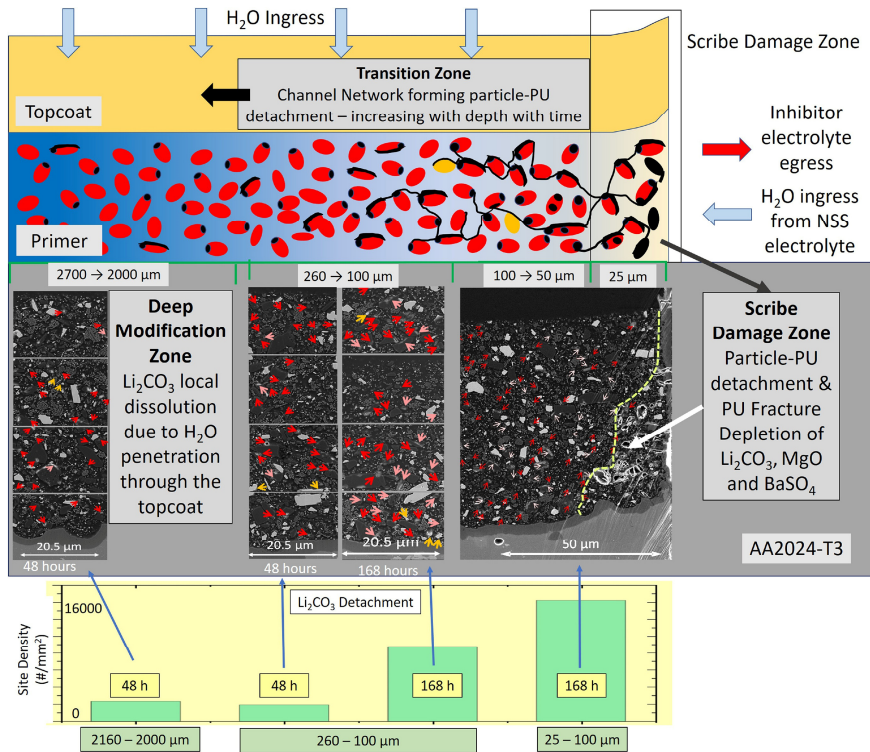 H₂O Ingress
Scribe Damage Zone
Transition Zone
Channel Network forming particle-PU
detachment – increasing with depth with time
Topcoat
Inhibitor
electrolyte
egress
H₂O ingress
from NSS
electrolyte
Primer
2700 → 2000 µm
260 → 100 µm
100 → 50 µm
25 µm
Deep
Modification
Zone
Li₂CO₃ local
dissolution
due to H₂O
penetration
through the
topcoat
Scribe
Damage Zone
Particle-PU
detachment &
PU Fracture
Depletion of
Li₂CO₃, MgO
and BaSO₄
20.5 µm
20.5 µm
20.5 µm
50 µm
AA2024-T3
48 hours
48 hours
168 hours
Li₂CO₃ Detachment
Site Density
(#/mm²)
16000
0
48 h
48 h
168 h
168 h
2160 – 2000 µm
260 – 100 µm
25 – 100 µm